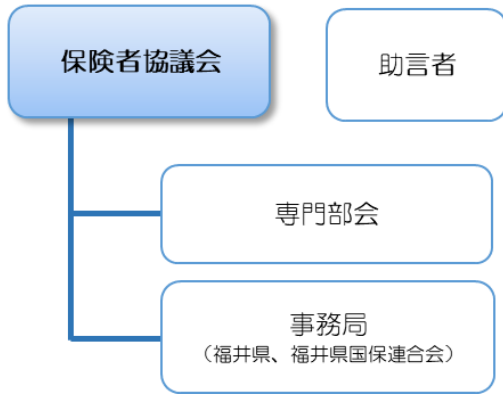 保険者協議会
助言者
専門部会
事務局
（福井県、福井県国保連合会）